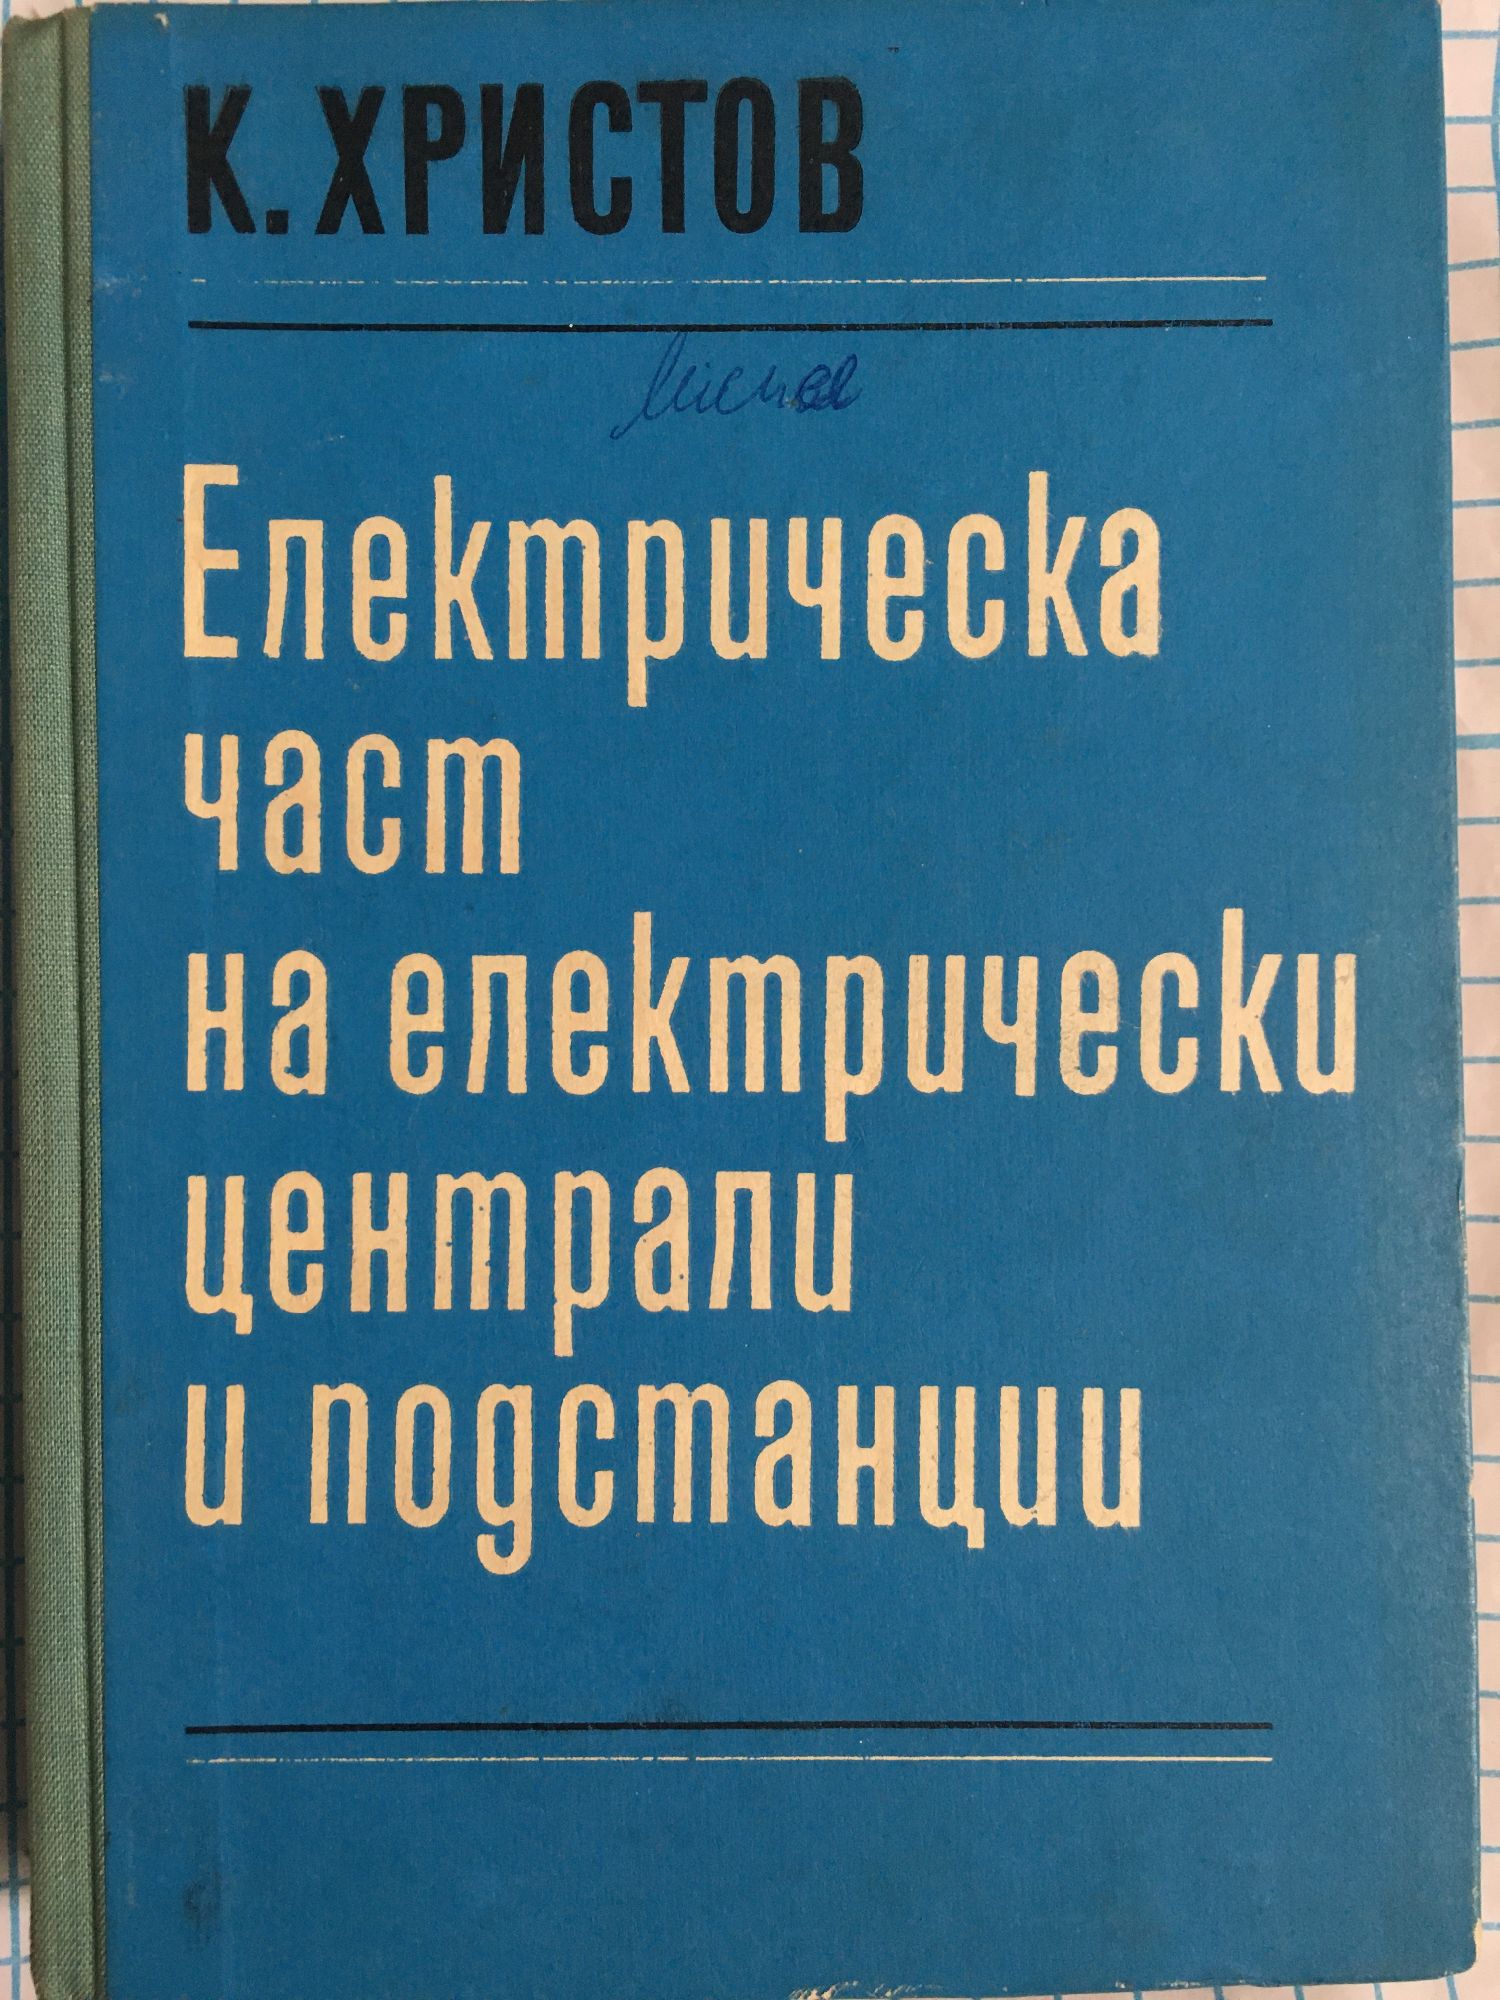 К. ХРИСТОВ
Електрическа
част
на електрически
централи
и подстанции